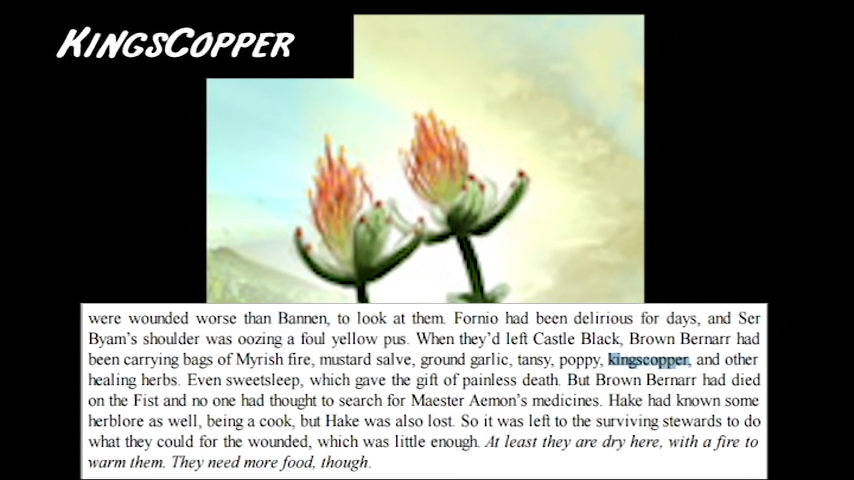 KINGSCOPPER
were wounded worse than Bannen, to look at them. Fornio had been delirious for days, and Ser
Byam's shoulder was oozing a foul yellow pus. When they'd left Castle Black, Brown Bernarr had
been carrying bags of Myrish fire, mustard salve, ground garlic, tansy, poppy, kingscopper, and other
healing herbs. Even sweetsleep, which gave the gift of painless death. But Brown Bernarr had died
on the Fist and no one had thought to search for Maester Aemon's medicines. Hake had known some
herblore as well, being a cook, but Hake was also lost. So it was left to the surviving stewards to do
what they could for the wounded, which was little enough. At least they are dry here, with a fire to
warm them. They need more food, though.